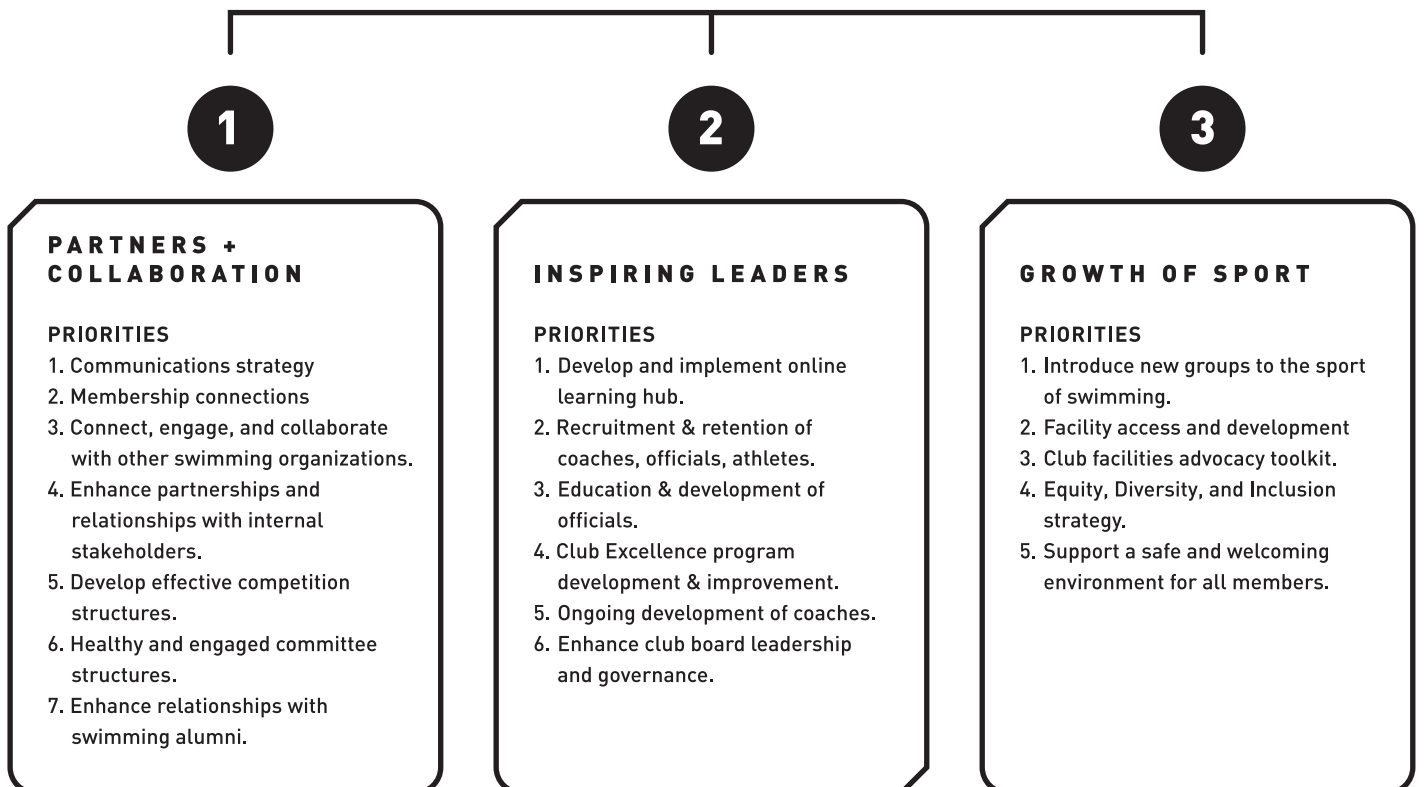 1
PARTNERS +
COLLABORATION
PRIORITIES
1. Communications strategy
2. Membership connections
3. Connect, engage, and collaborate
with other swimming organizations.
4. Enhance partnerships and
relationships with internal
stakeholders.
5. Develop effective competition
structures.
6. Healthy and engaged committee
structures.
7. Enhance relationships with
swimming alumni.
2
INSPIRING LEADERS
PRIORITIES
1. Develop and implement online
learning hub.
2. Recruitment & retention of
coaches, officials, athletes.
3. Education & development of
officials.
4. Club Excellence program
development & improvement.
5. Ongoing development of coaches.
6. Enhance club board leadership
and governance.
3
GROWTH OF SPORT
PRIORITIES
1. Introduce new groups to the sport
of swimming.
2. Facility access and development
3. Club facilities advocacy toolkit.
4. Equity, Diversity, and Inclusion
strategy.
5. Support a safe and welcoming
environment for all members.